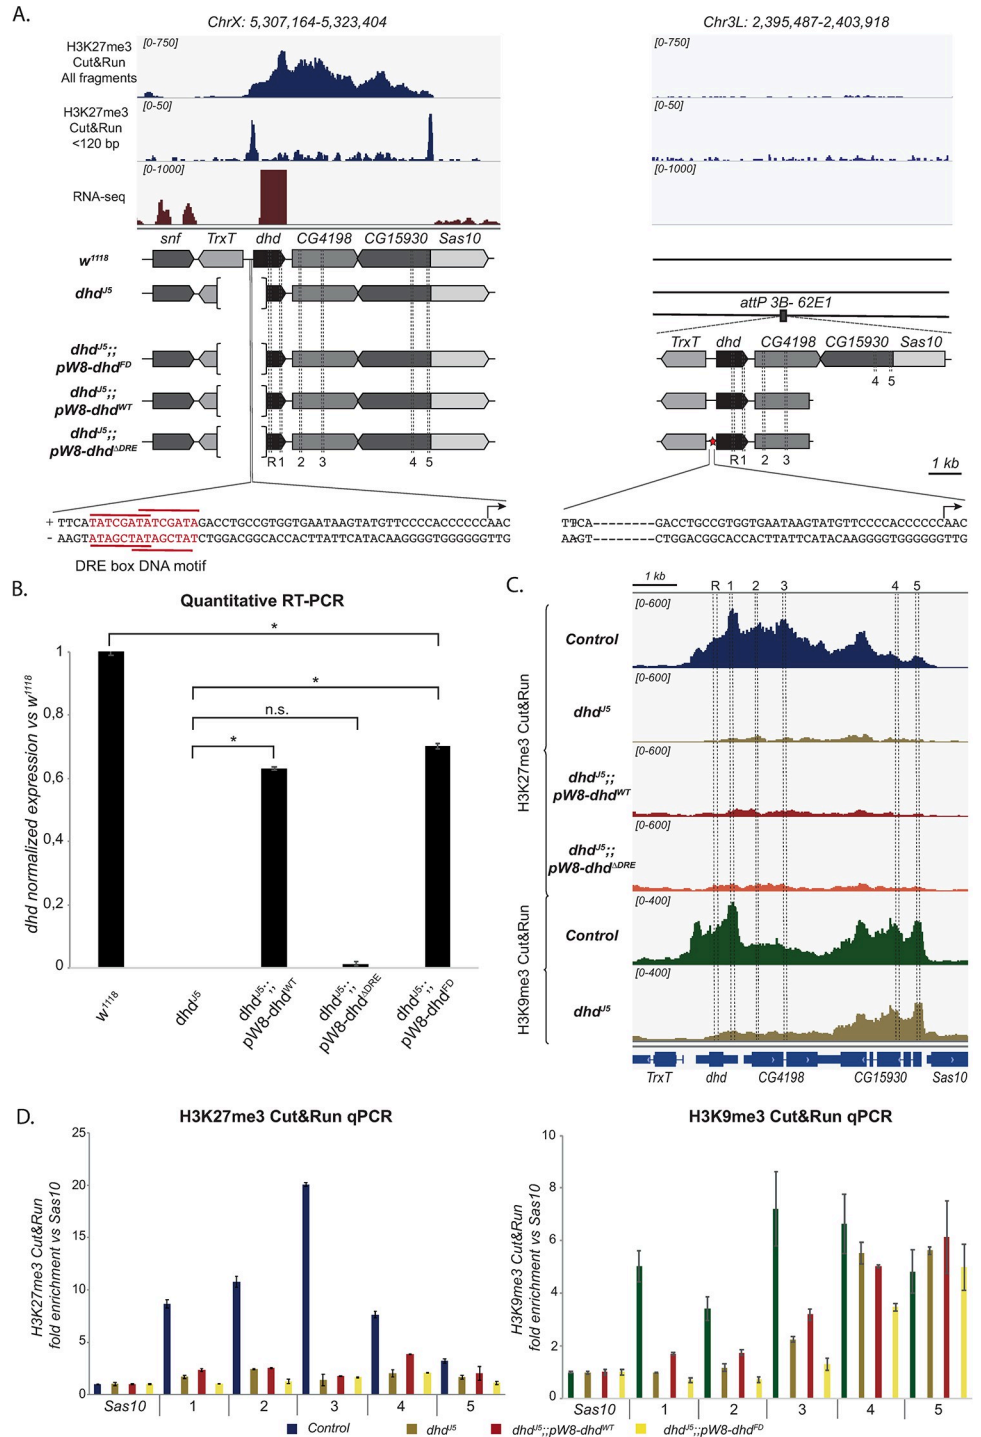 A.
ChrX: 5,307,164-5,323,404
Chr3L: 2,395,487-2,403,918
H3K27me3
Cut&Run
All fragments
[0-750]
[0-750]
H3K27me3
Cut&Run
<120 bp
[0-50]
[0-50]
RNA-seq
[0-1000]
[0-1000]
snf TrxT dhd CG4198 CG15930 Sas10
w1118
dhdJ5
attP 3B- 62E1
TrxT dhd CG4198 CG15930 Sas10
dhdJ5;;
pW8-dhdFD
4 5
dhdJ5;;
pW8-dhdWT
dhdJ5;;
pW8-dhdΔDRE
R 1 2 3 4 5
R 1 2 3
1 kb
+ TTCATATCGATATCGATAGACCTGCCGTGGTGAATAAGTATGTTCCCCACCCCCCAAC
- AAGTATAGCTATAGCTATCTGGACGGCACCACTTATTCATACAAGGGGTGGGGGGTTG
TTCA------------GACCTGCCGTGGTGAATAAGTATGTTCCCCACCCCCCAAC
AAGT------------CTGGACGGCACCACTTATTCATACAAGGGGTGGGGGGTTG
DRE box DNA motif
B.
Quantitative RT-PCR
dhd normalized expression vs w1118
1
0,8
0,6
0,4
0,2
0
*
*
n.s.
*
w1118
dhdJ5
dhdJ5;;
pW8-dhdWT
dhdJ5;;
pW8-dhdΔDRE
dhdJ5;;
pW8-dhdFD
C.
1 kb
R 1 2 3 4 5
H3K27me3 Cut&Run
[0-600]
Control
[0-600]
dhdJ5
[0-600]
dhdJ5;;
pW8-dhdWT
[0-600]
dhdJ5;;
pW8-dhdΔDRE
H3K9me3 Cut&Run
[0-400]
Control
[0-400]
dhdJ5
TrxT dhd CG4198 CG15930 Sas10
D.
H3K27me3 Cut&Run qPCR
H3K27me3 Cut&Run
fold enrichment vs Sas10
25
20
15
10
5
0
Sas10 1 2 3 4 5
H3K9me3 Cut&Run qPCR
H3K9me3 Cut&Run
fold enrichment vs Sas10
10
8
6
4
2
0
Sas10 1 2 3 4 5
Control dhdJ5 dhdJ5;;pW8-dhdWT dhdJ5;;pW8-dhdFD